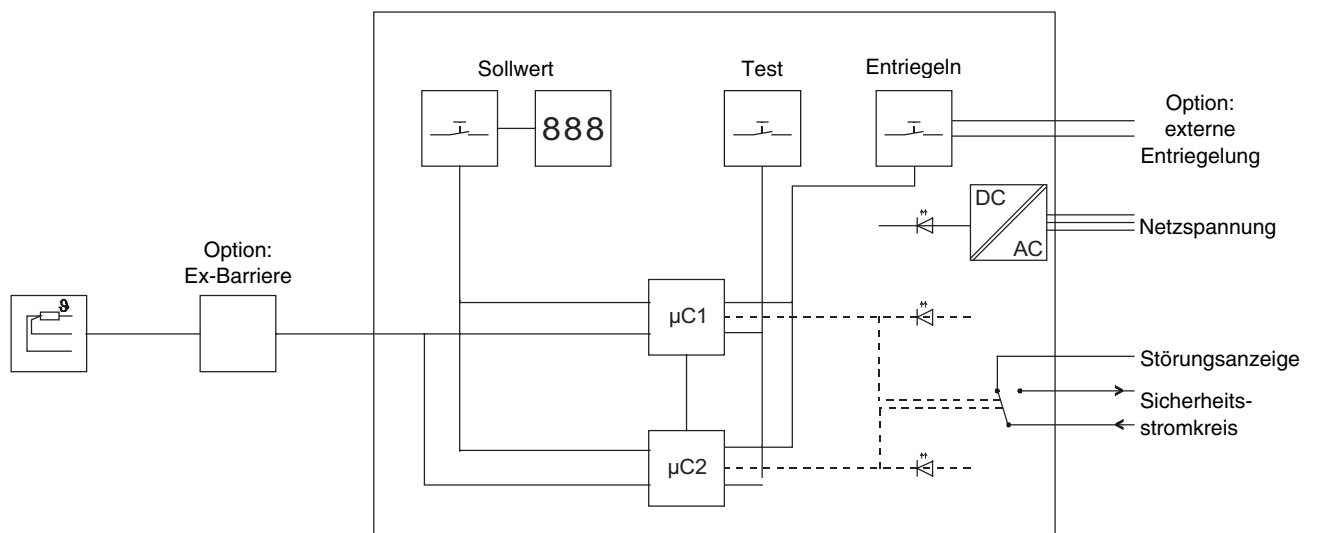 Sollwert
Test
Entriegeln
888
Option:
externe
Entriegelung
DC
AC
Netzspannung
Option:
Ex-Barriere
ϑ
µC1
Störungsanzeige
Sicherheits-
stromkreis
µC2